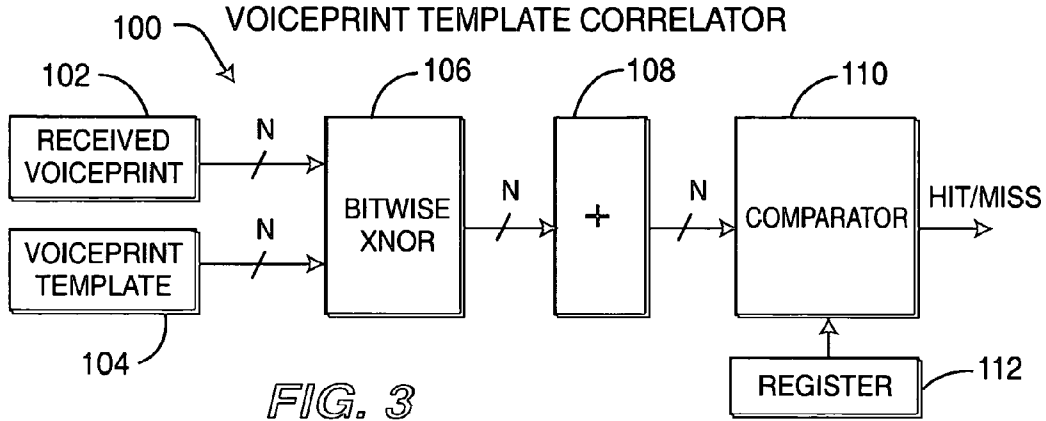 VOICEPRINT TEMPLATE CORRELATOR
100
102
106
108
110
RECEIVED
VOICEPRINT
N
BITWISE
XNOR
N
+
N
COMPARATOR
HIT/MISS
VOICEPRINT
TEMPLATE
N
104
REGISTER
112
FIG. 3